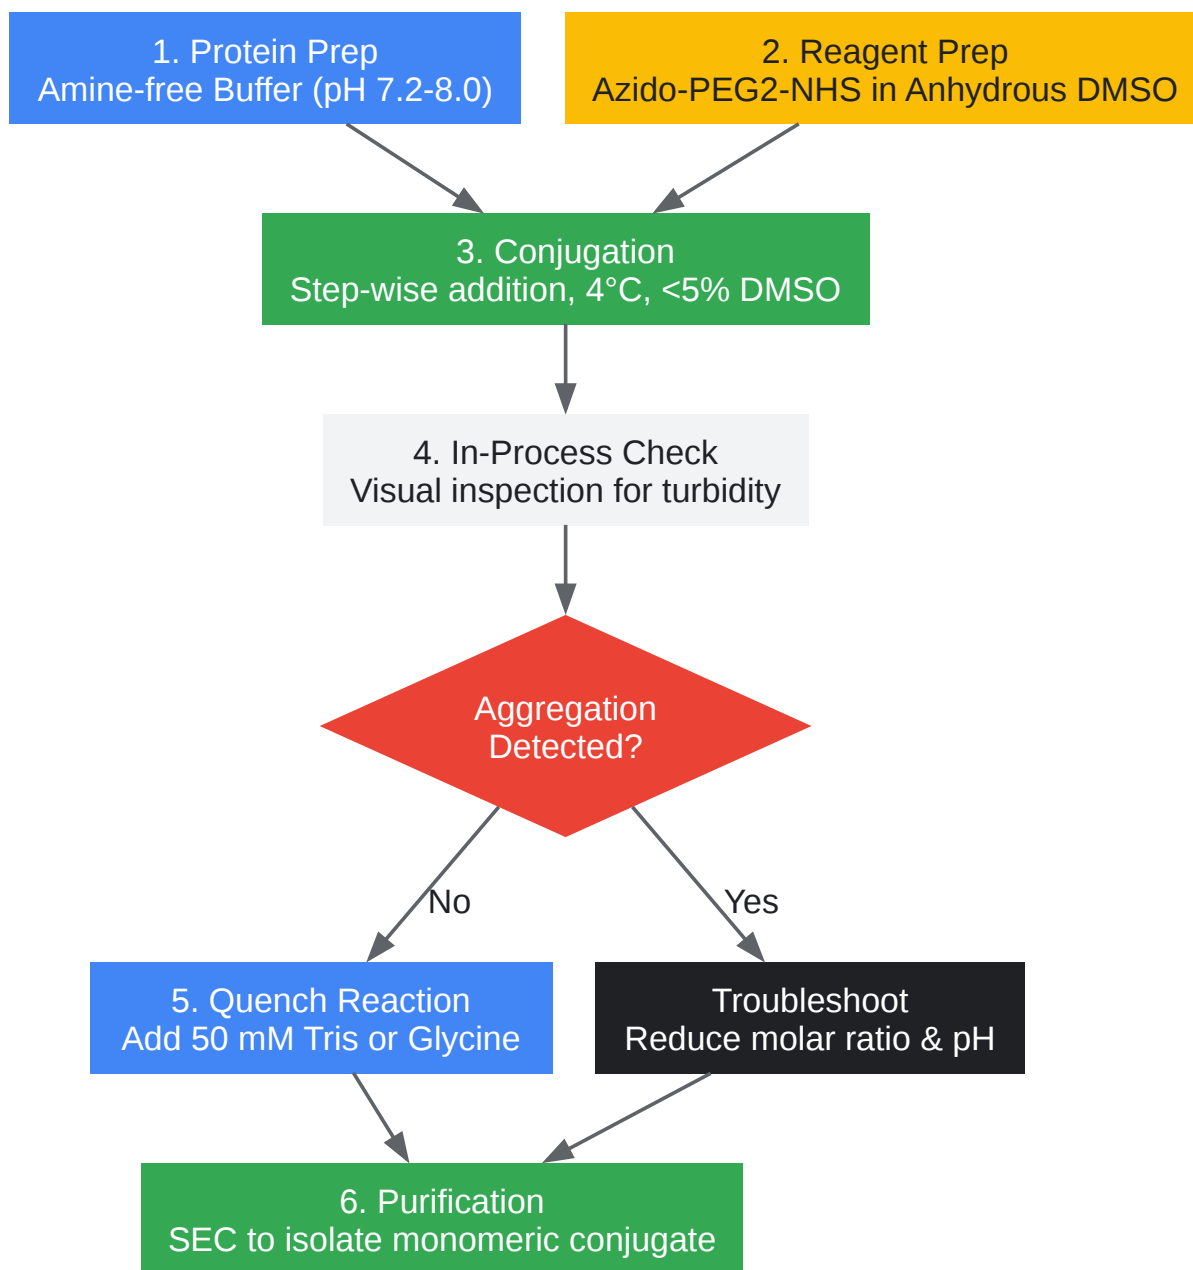 1. Protein Prep
Amine-free Buffer (pH 7.2-8.0)
2. Reagent Prep
Azido-PEG2-NHS in Anhydrous DMSO
3. Conjugation
Step-wise addition, 4°C, <5% DMSO
4. In-Process Check
Visual inspection for turbidity
Aggregation
Detected?
No
Yes
5. Quench Reaction
Add 50 mM Tris or Glycine
Troubleshoot
Reduce molar ratio & pH
6. Purification
SEC to isolate monomeric conjugate